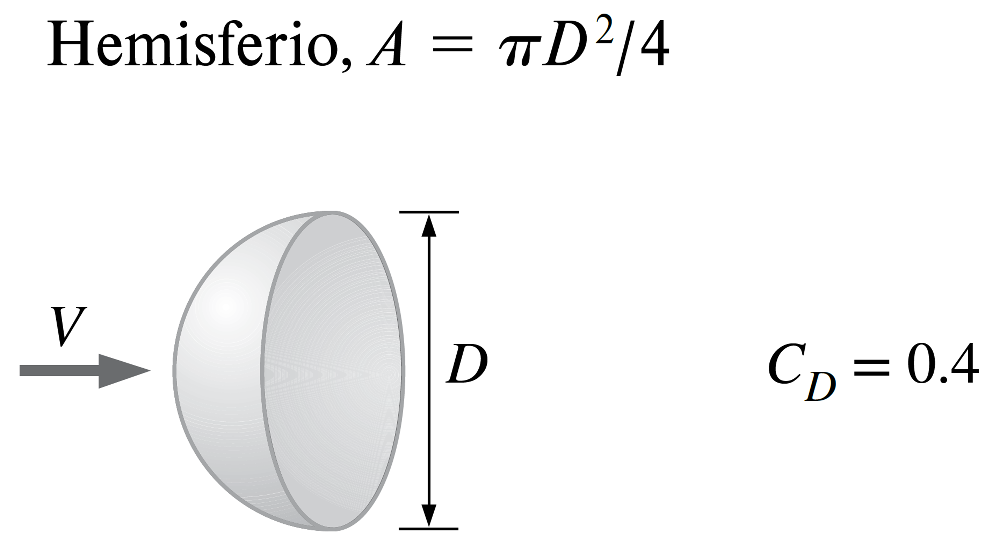 Hemisferio, A = πD²/4
V
D
C_D = 0.4